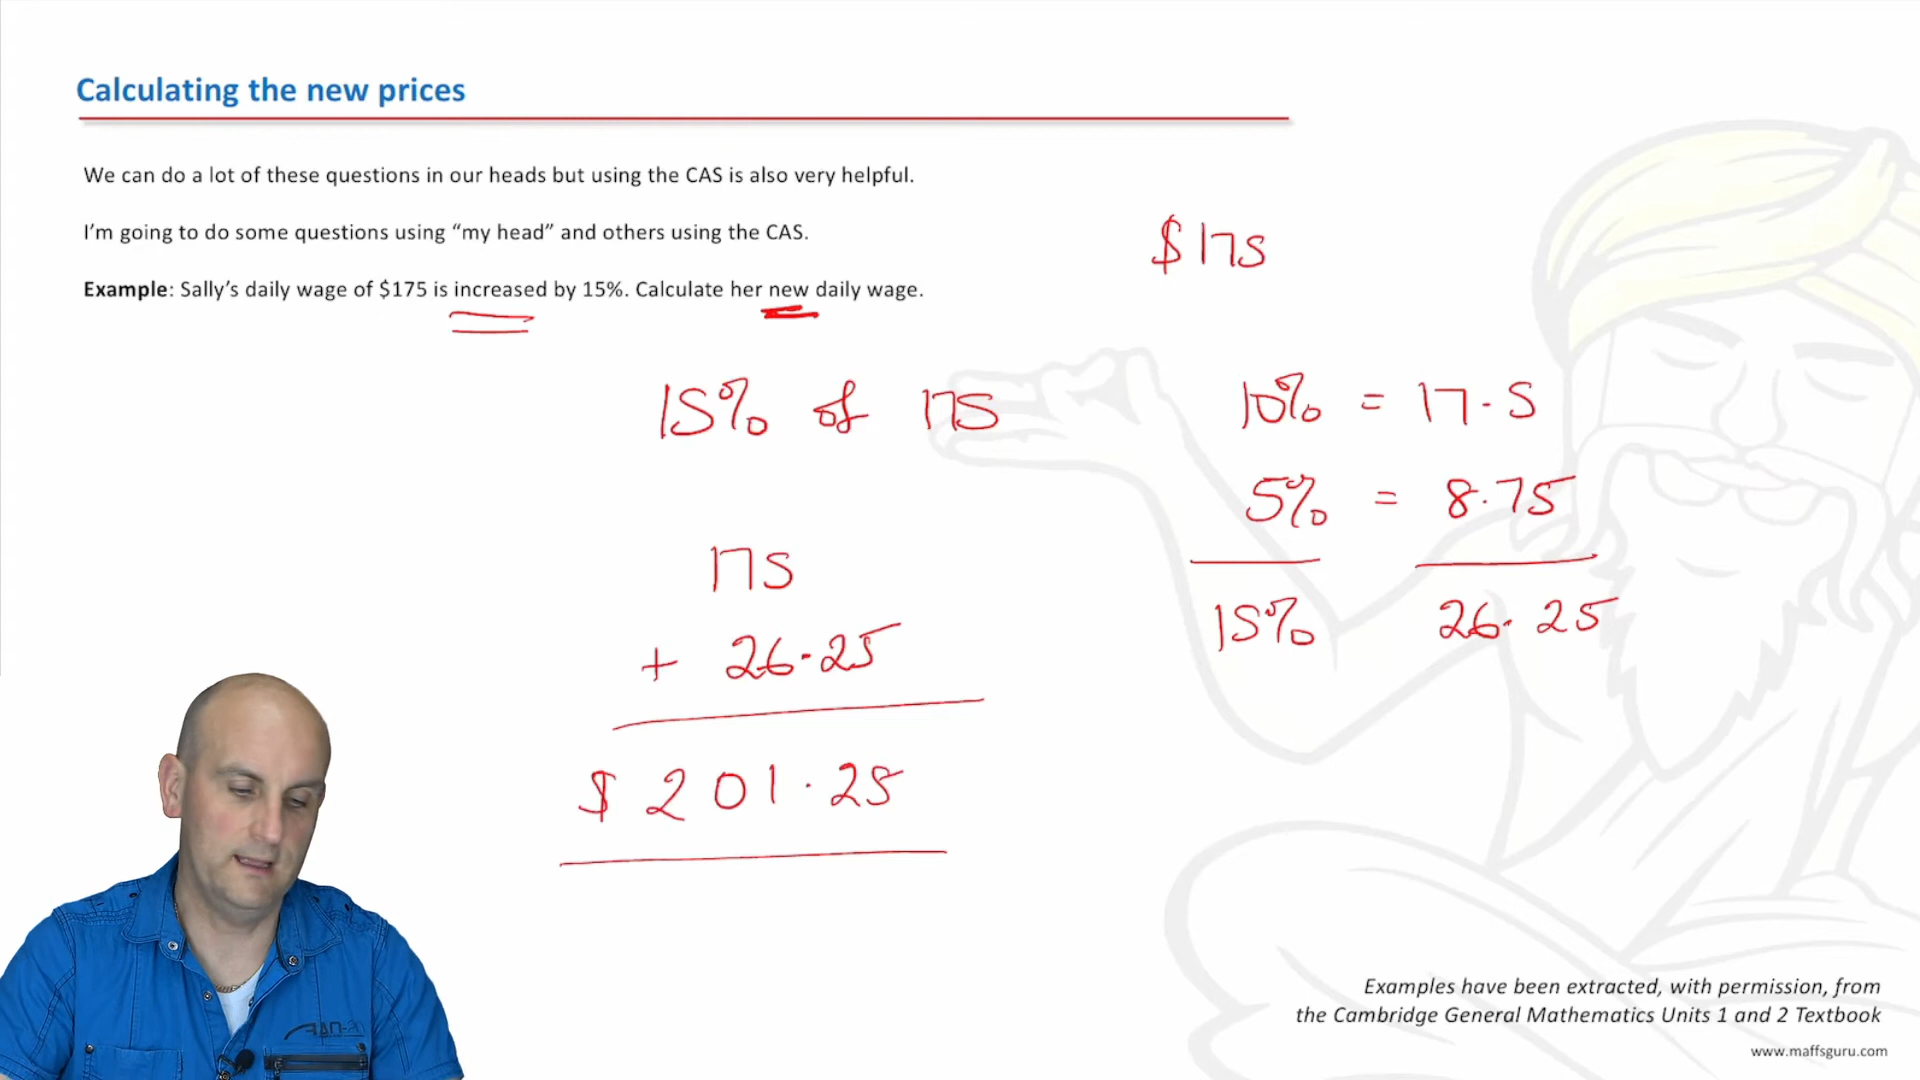 Calculating the new prices
We can do a lot of these questions in our heads but using the CAS is also very helpful.
I'm going to do some questions using “my head” and others using the CAS.
$175
Example: Sally's daily wage of $175 is increased by 15%. Calculate her new daily wage.
15% of 175
10% = 17.5
5% = 8.75
15% 26.25
175
+ 26.25
$201.25
Examples have been extracted, with permission, from
the Cambridge General Mathematics Units 1 and 2 Textbook
www.maffsguru.com